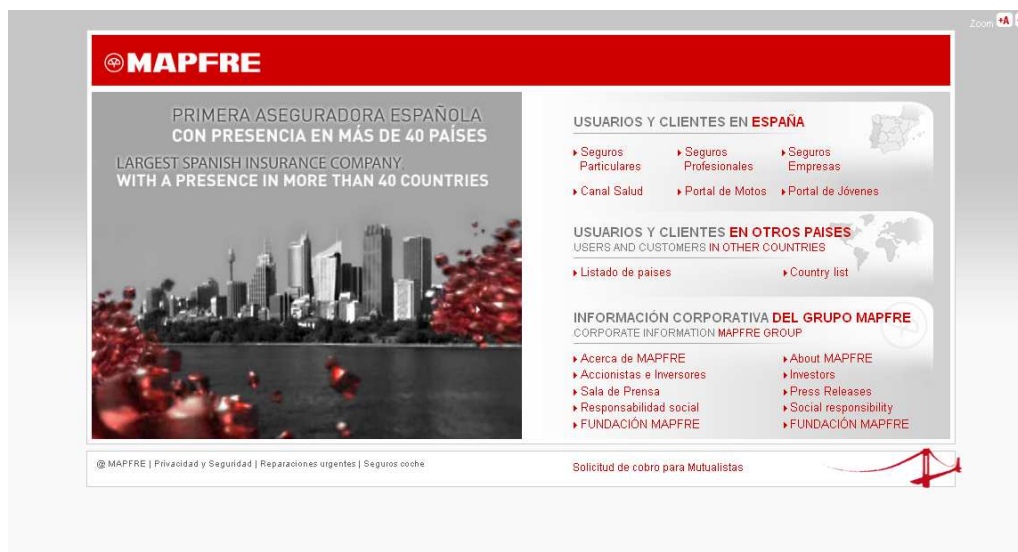 Zoom +A
MAPFRE
PRIMERA ASEGURADORA ESPAÑOLA
CON PRESENCIA EN MÁS DE 40 PAÍSES
LARGEST SPANISH INSURANCE COMPANY,
WITH A PRESENCE IN MORE THAN 40 COUNTRIES
USUARIOS Y CLIENTES EN ESPAÑA
Seguros Particulares
Seguros Profesionales
Seguros Empresas
Canal Salud
Portal de Motos
Portal de Jóvenes
USUARIOS Y CLIENTES EN OTROS PAISES
USERS AND CUSTOMERS IN OTHER COUNTRIES
Listado de paises
Country list
INFORMACIÓN CORPORATIVA DEL GRUPO MAPFRE
CORPORATE INFORMATION MAPFRE GROUP
Acerca de MAPFRE
Accionistas e Inversores
Sala de Prensa
Responsabilidad social
FUNDACIÓN MAPFRE
About MAPFRE
Investors
Press Releases
Social responsibility
FUNDACIÓN MAPFRE
@ MAPFRE | Privacidad y Seguridad | Reparaciones urgentes | Seguros coche
Solicitud de cobro para Mutualistas